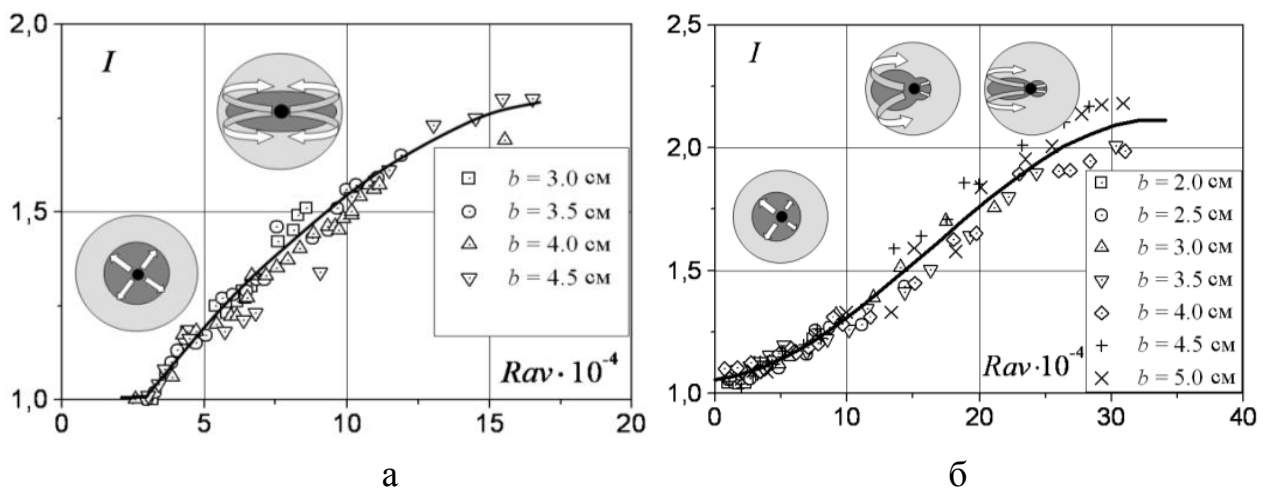 2,0
I
1,5
1,0
0
5
10
15
20
b = 3.0 см
b = 3.5 см
b = 4.0 см
b = 4.5 см
Rav · 10⁻⁴
а
2,5
I
2,0
1,5
1,0
0
10
20
30
40
b = 2.0 см
b = 2.5 см
b = 3.0 см
b = 3.5 см
b = 4.0 см
b = 4.5 см
b = 5.0 см
Rav · 10⁻⁴
б